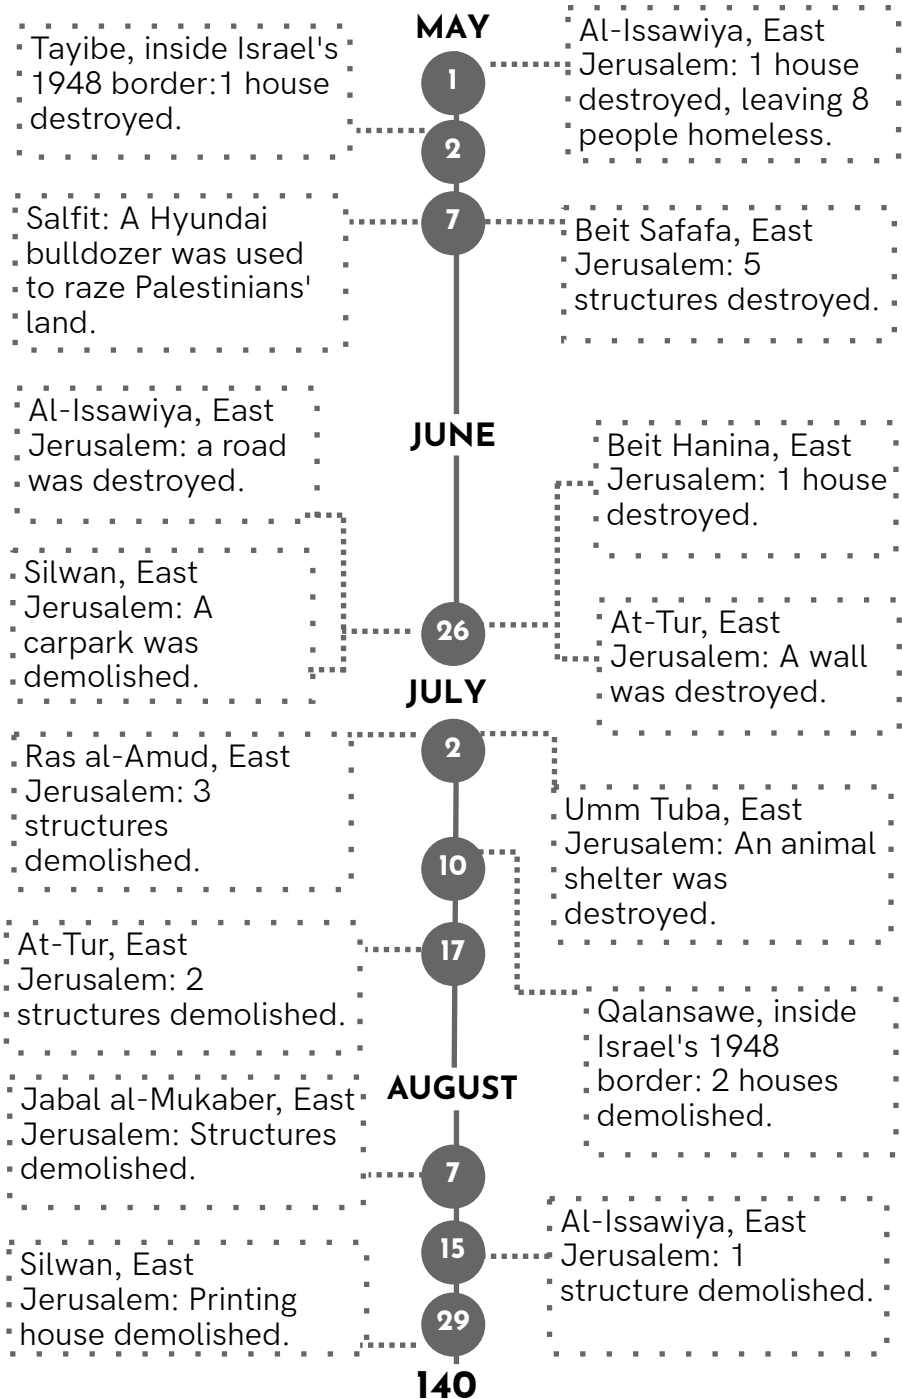 MAY
Tayibe, inside Israel's
1948 border:1 house
destroyed.
1
Al-Issawiya, East
Jerusalem: 1 house
destroyed, leaving 8
people homeless.
2
Salfit: A Hyundai
bulldozer was used
to raze Palestinians'
land.
7
Beit Safafa, East
Jerusalem: 5
structures destroyed.
JUNE
Al-Issawiya, East
Jerusalem: a road
was destroyed.
Beit Hanina, East
Jerusalem: 1 house
destroyed.
Silwan, East
Jerusalem: A
carpark was
demolished.
26
At-Tur, East
Jerusalem: A wall
was destroyed.
JULY
Ras al-Amud, East
Jerusalem: 3
structures
demolished.
2
Umm Tuba, East
Jerusalem: An animal
shelter was
destroyed.
10
At-Tur, East
Jerusalem: 2
structures demolished.
17
Qalansawe, inside
Israel's 1948
border: 2 houses
demolished.
AUGUST
Jabal al-Mukaber, East
Jerusalem: Structures
demolished.
7
15
Al-Issawiya, East
Jerusalem: 1
structure demolished.
Silwan, East
Jerusalem: Printing
house demolished.
29
140